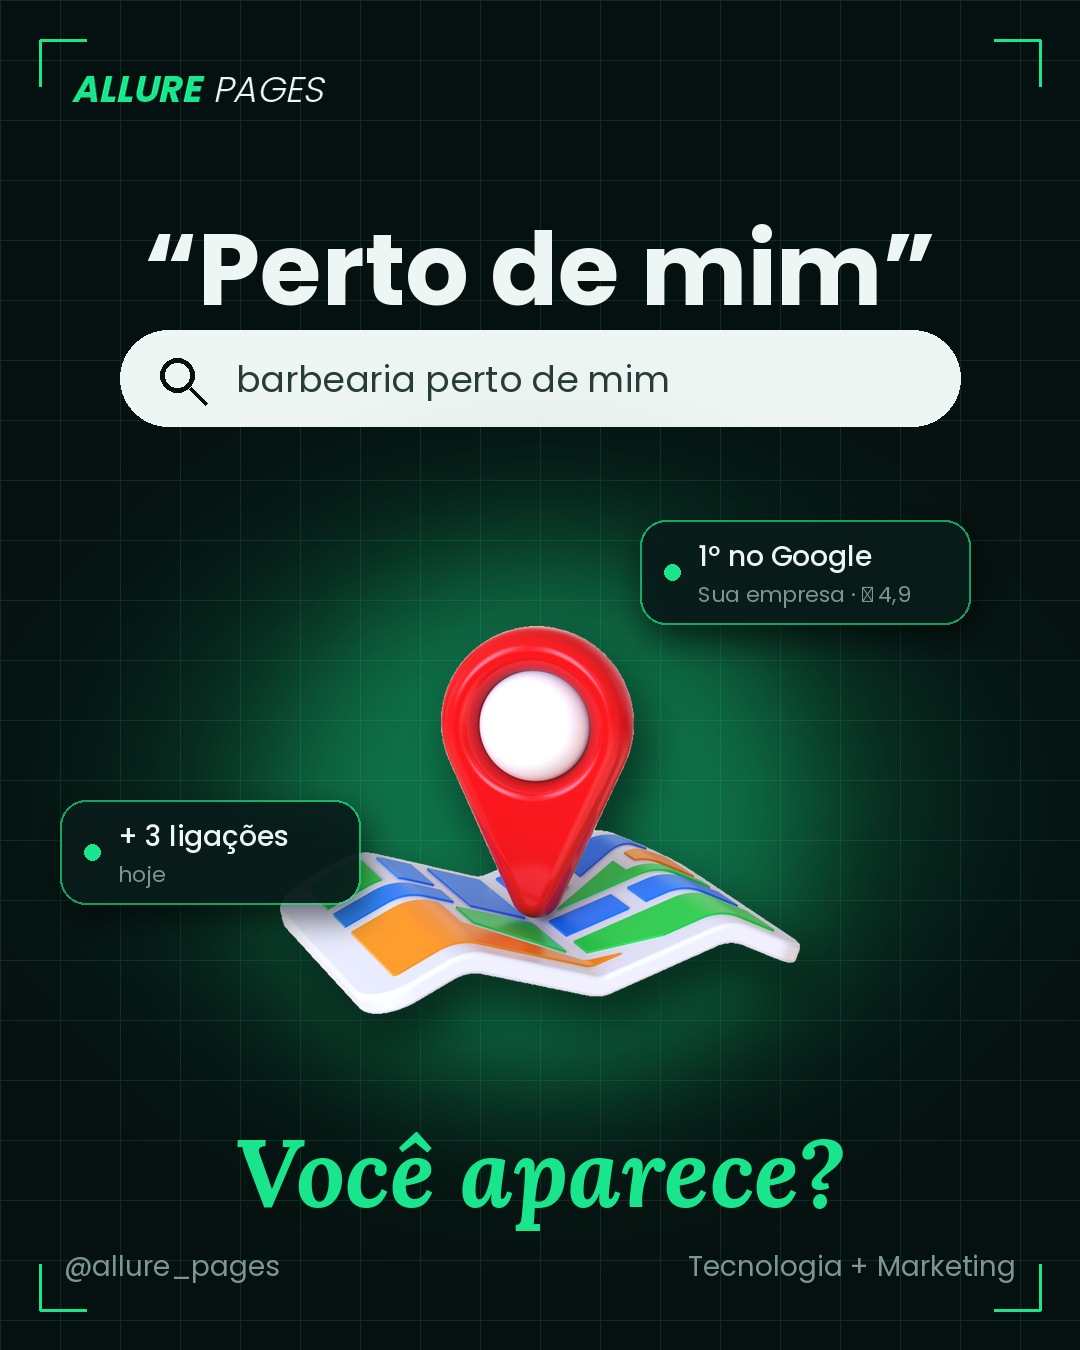 ALLURE PAGES
“Perto de mim”
barbearia perto de mim
1º no Google
Sua empresa · 4,9
+ 3 ligações
hoje
Você aparece?
@allure_pages
Tecnologia + Marketing